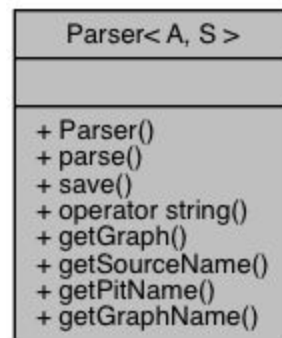 Parser< A, S >
+ Parser()
+ parse()
+ save()
+ operator string()
+ getGraph()
+ getSourceName()
+ getPitName()
+ getGraphName()